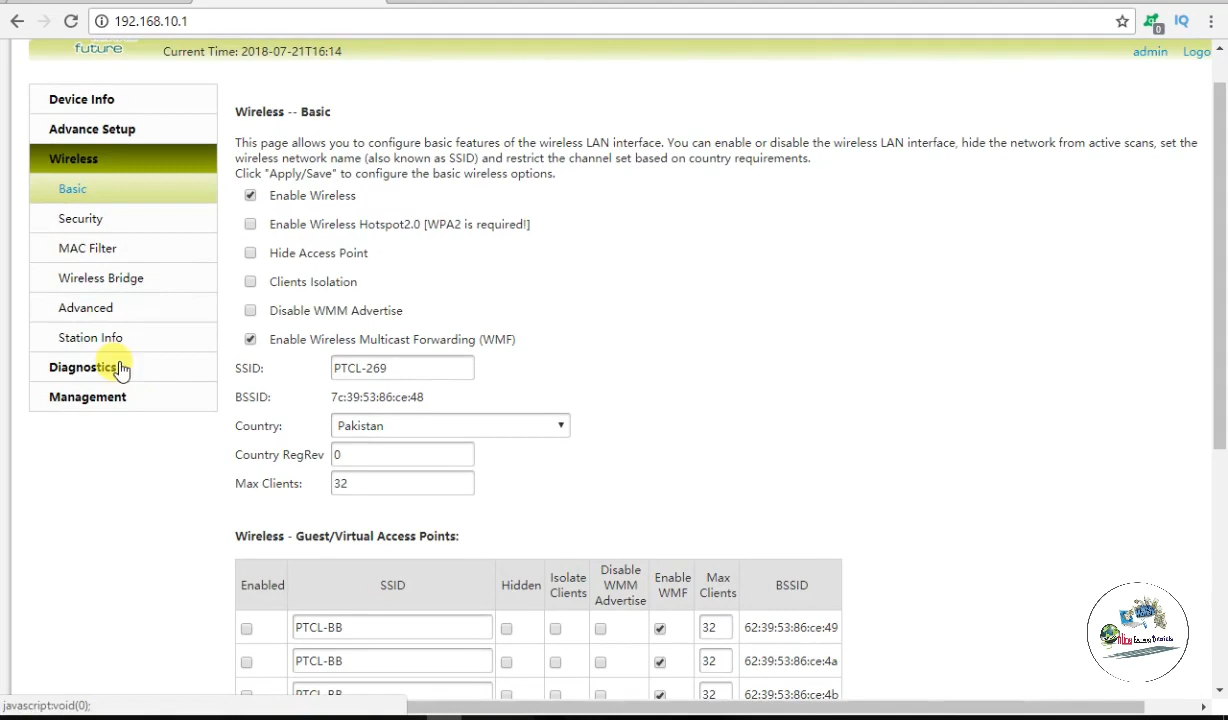 192.168.10.1
0
IQ
future
Current Time: 2018-07-21T16:14
admin
Logo
Device Info
Advance Setup
Wireless
Basic
Security
MAC Filter
Wireless Bridge
Advanced
Station Info
Diagnostics
Management
Wireless -- Basic
This page allows you to configure basic features of the wireless LAN interface. You can enable or disable the wireless LAN interface, hide the network from active scans, set the
wireless network name (also known as SSID) and restrict the channel set based on country requirements.
Click "Apply/Save" to configure the basic wireless options.
Enable Wireless
Enable Wireless Hotspot2.0 [WPA2 is required!]
Hide Access Point
Clients Isolation
Disable WMM Advertise
Enable Wireless Multicast Forwarding (WMF)
SSID: PTCL-269
BSSID: 7c:39:53:86:ce:48
Country: Pakistan
Country RegRev 0
Max Clients: 32
Wireless - Guest/Virtual Access Points:
Enabled SSID Hidden Isolate Clients Disable WMM Advertise Enable WMF Max Clients BSSID
PTCL-BB 32 62:39:53:86:ce:49
PTCL-BB 32 62:39:53:86:ce:4a
PTCL-BB 32 62:39:53:86:ce:4b
javascript:void(0);